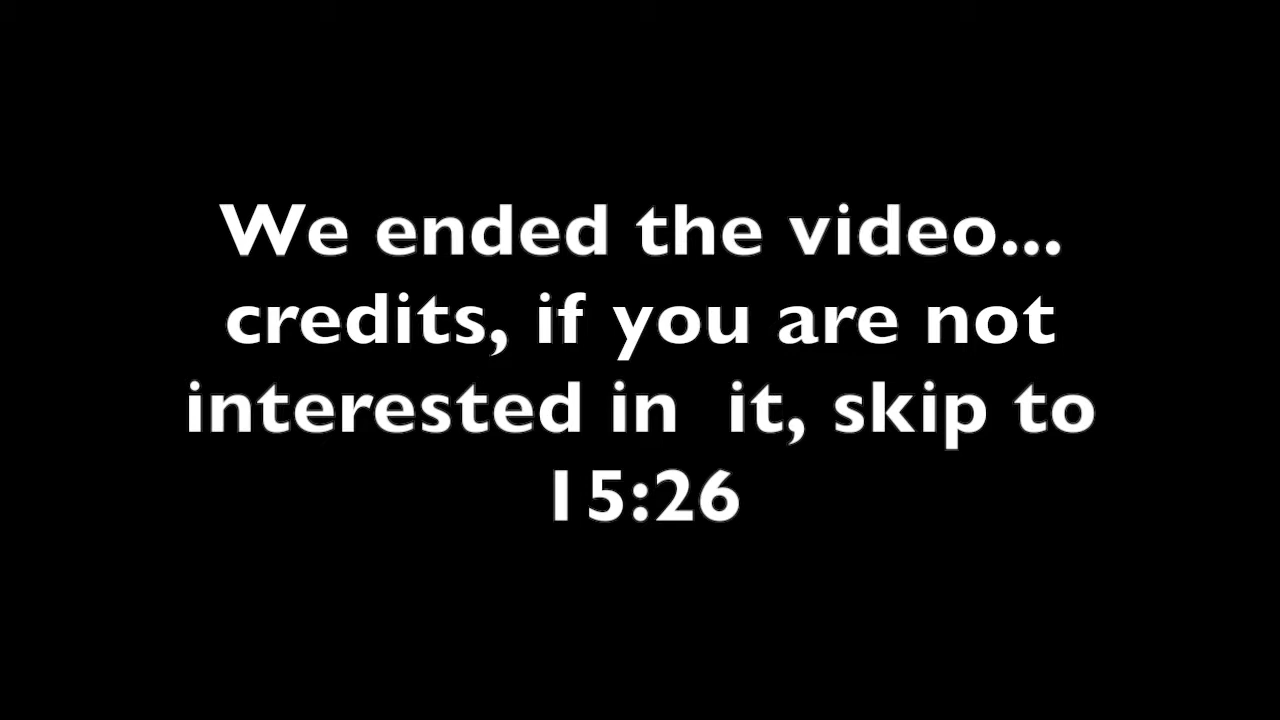 We ended the video...
credits, if you are not
interested in  it, skip to
15:26